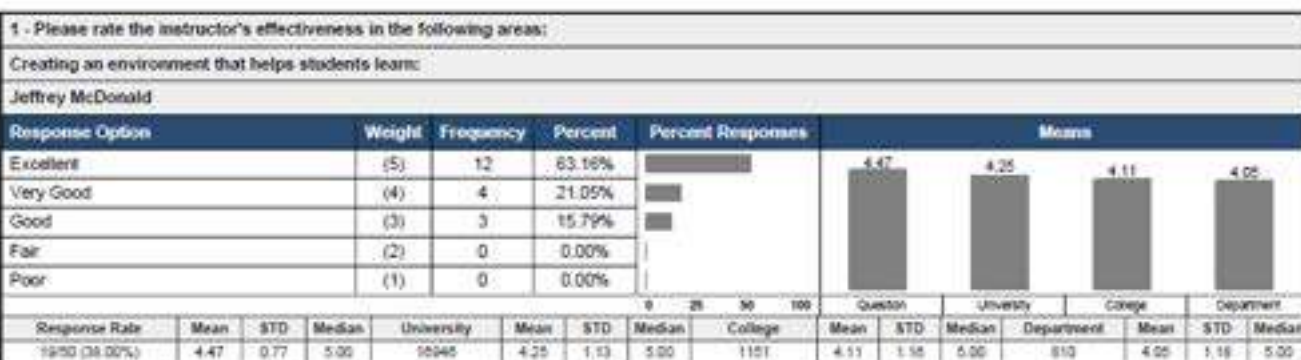 1 - Please rate the instructor's effectiveness in the following areas:
Creating an environment that helps students learn:
Jeffrey McDonald
Response Option Weight Frequency Percent Percent Responses Means
Excellent (5) 12 63.16%
Very Good (4) 4 21.05%
Good (3) 3 15.79%
Fair (2) 0 0.00%
Poor (1) 0 0.00%
4.47 4.25 4.11 4.05
0 25 50 100 Question University College Department
Response Rate Mean STD Median University Mean STD Median College Mean STD Median Department Mean STD Median
19/50 (38.00%) 4.47 0.77 5.00 4.25 1.13 5.00 1151 4.11 1.16 5.00 810 4.05 1.16 5.00